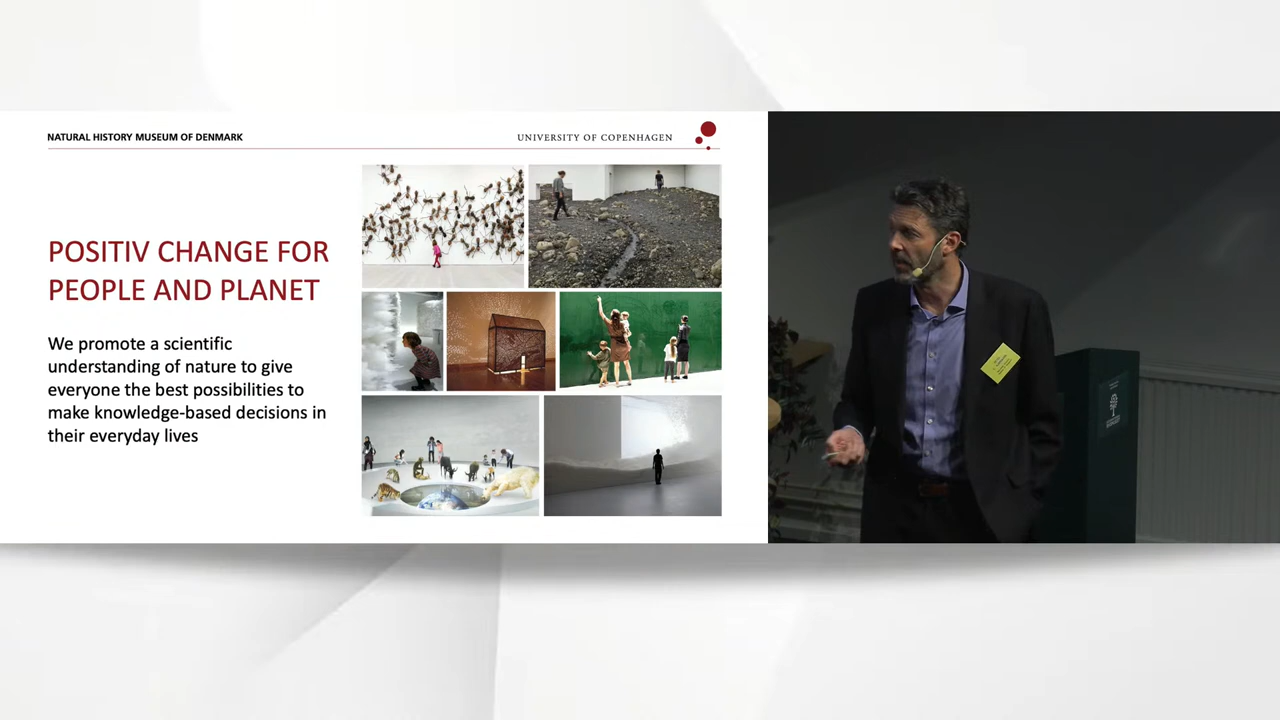 NATURAL HISTORY MUSEUM OF DENMARK
UNIVERSITY OF COPENHAGEN
POSITIV CHANGE FOR
PEOPLE AND PLANET
We promote a scientific
understanding of nature to give
everyone the best possibilities to
make knowledge-based decisions in
their everyday lives